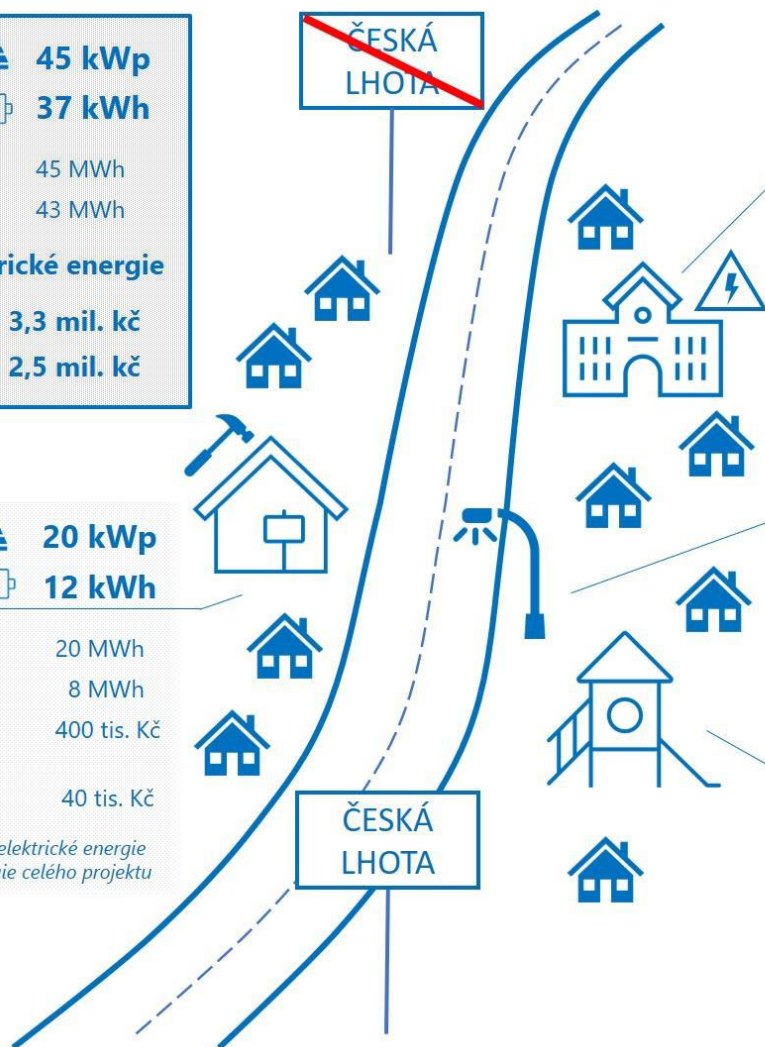 45 kWp
37 kWh
45 MWh
43 MWh
rické energie
3,3 mil. kč
2,5 mil. kč
ČESKÁ
LHOTA
20 kWp
12 kWh
20 MWh
8 MWh
400 tis. Kč
40 tis. Kč
elektrické energie
ie celého projektu
ČESKÁ
LHOTA